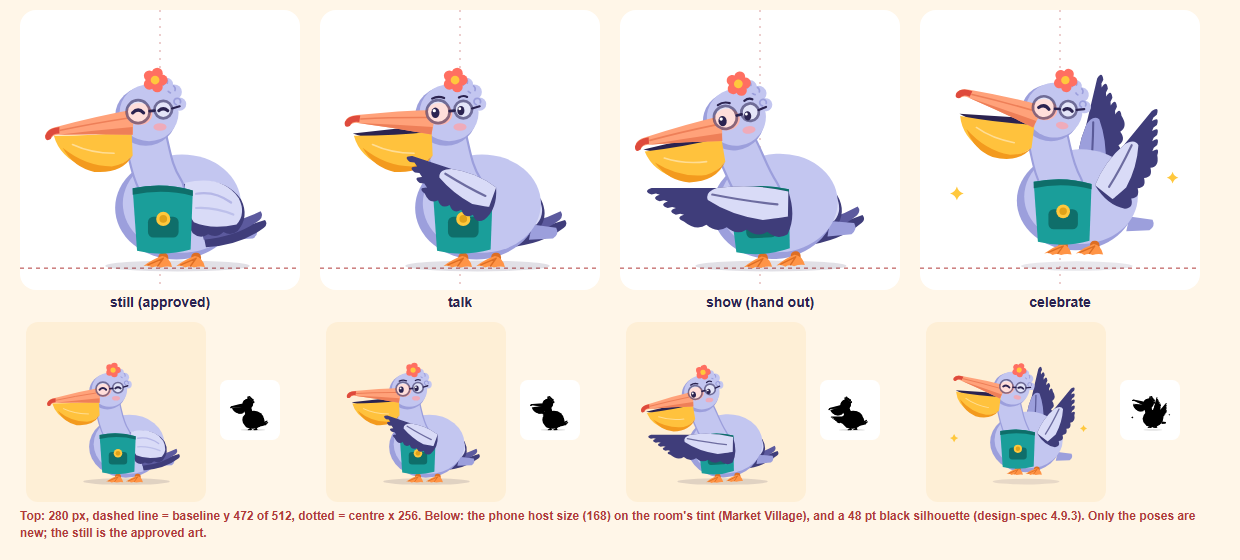 still (approved)
talk
show (hand out)
celebrate
Top: 280 px, dashed line = baseline y 472 of 512, dotted = centre x 256. Below: the phone host size (168) on the room's tint (Market Village), and a 48 pt black silhouette (design-spec 4.9.3). Only the poses are
new; the still is the approved art.